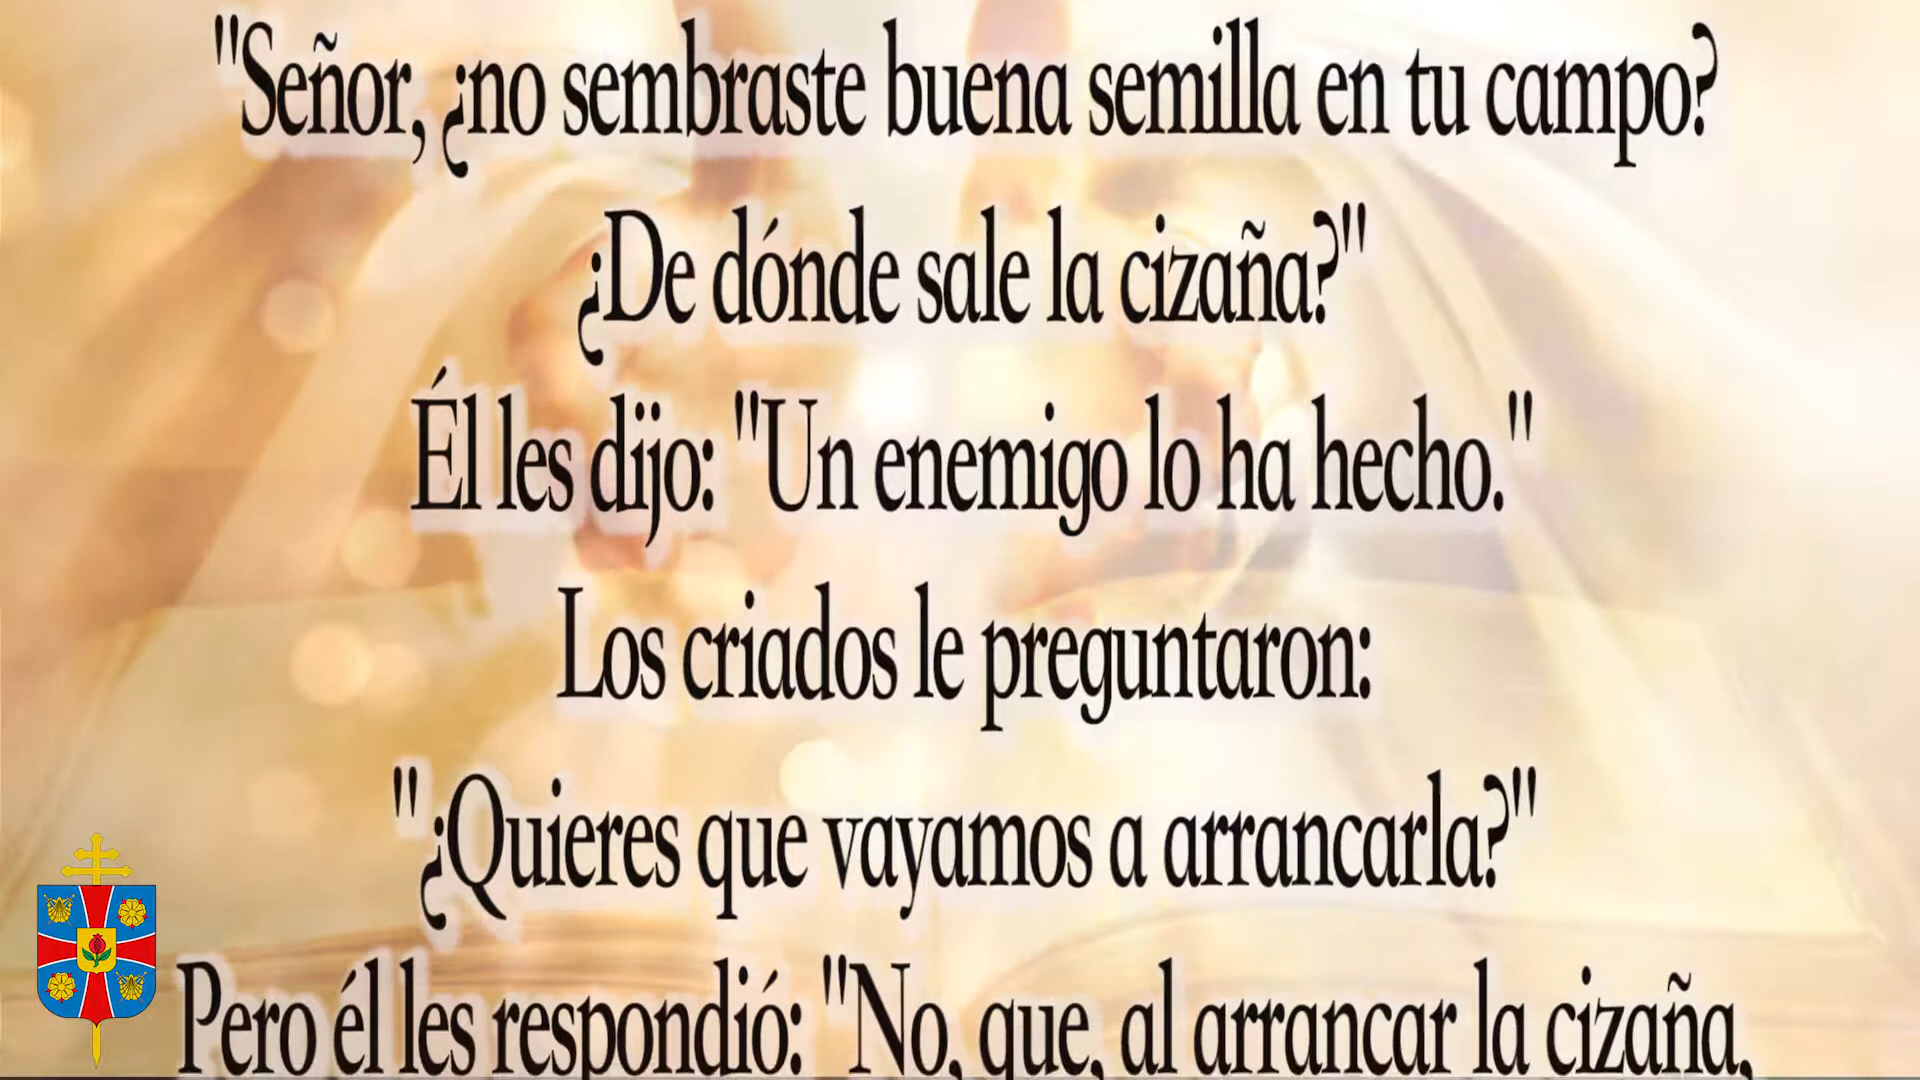 "Señor, ¿no sembraste buena semilla en tu campo?
¿De dónde sale la cizaña?"
Él les dijo: "Un enemigo lo ha hecho."
Los criados le preguntaron:
"¿Quieres que vayamos a arrancarla?"
Pero él les respondió: "No, que, al arrancar la cizaña,